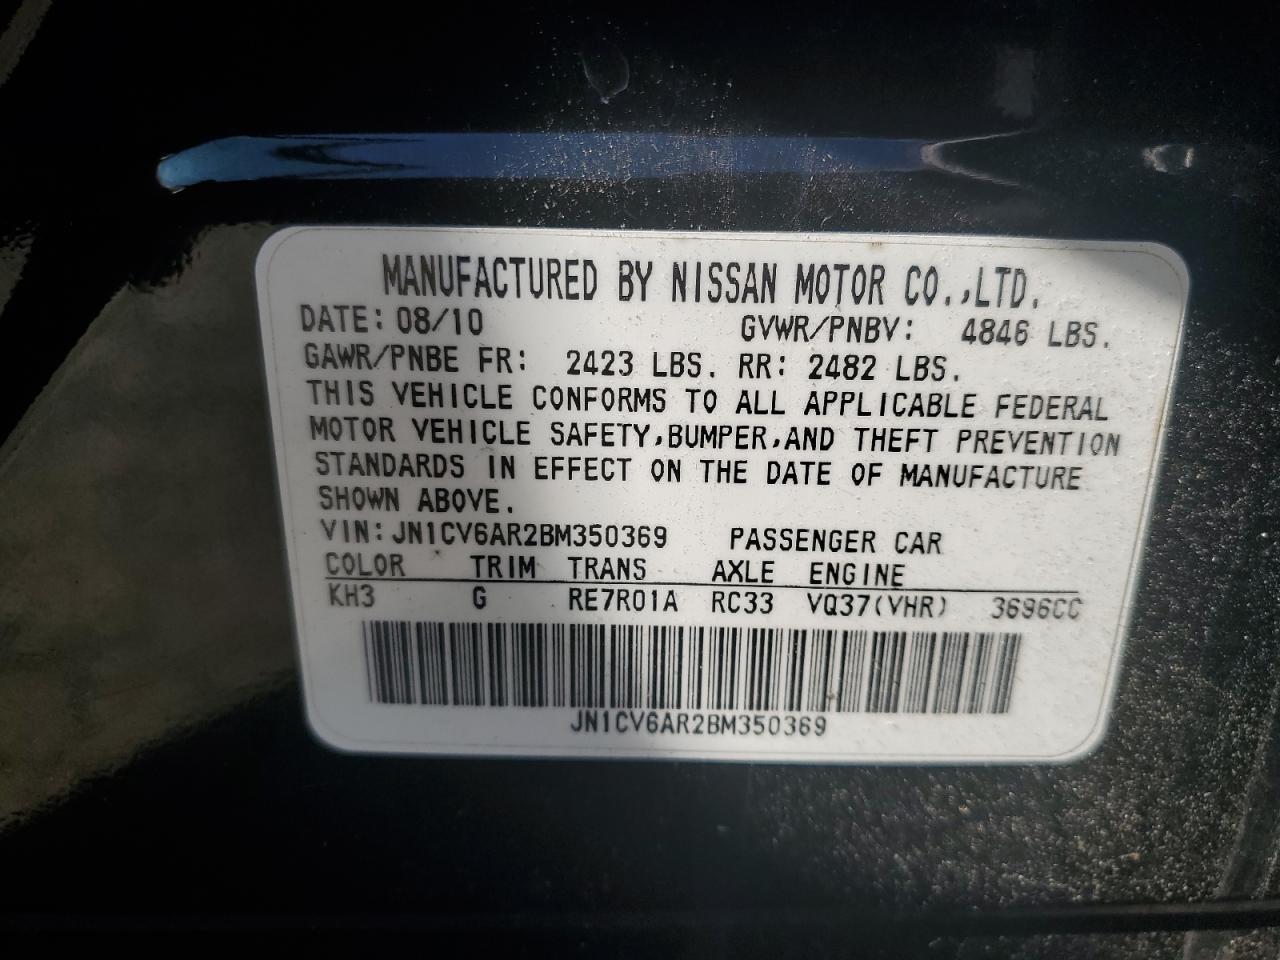 MANUFACTURED BY NISSAN MOTOR CO.,LTD.
DATE: 08/10 GVWR/PNBV: 4846 LBS.
GAWR/PNBE FR: 2423 LBS. RR: 2482 LBS.
THIS VEHICLE CONFORMS TO ALL APPLICABLE FEDERAL
MOTOR VEHICLE SAFETY,BUMPER,AND THEFT PREVENTION
STANDARDS IN EFFECT ON THE DATE OF MANUFACTURE
SHOWN ABOVE.
VIN: JN1CV6AR2BM350369 PASSENGER CAR
COLOR TRIM TRANS AXLE ENGINE
KH3 G RE7R01A RC33 VQ37(VHR) 3696CC
JN1CV6AR2BM350369